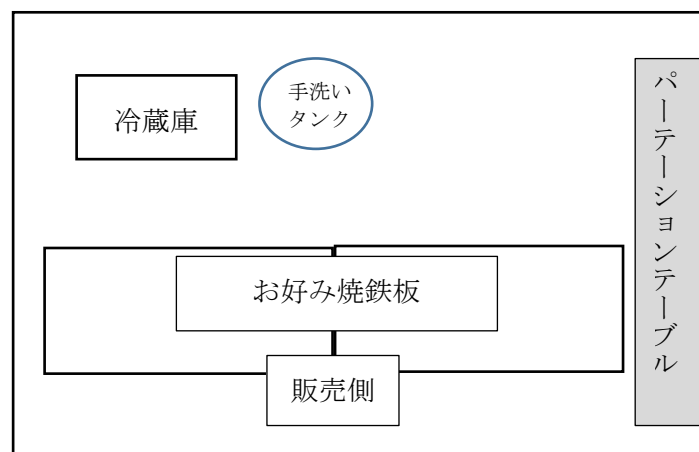 冷蔵庫
手洗い
タンク
パーテーションテーブル
お好み焼鉄板
販売側